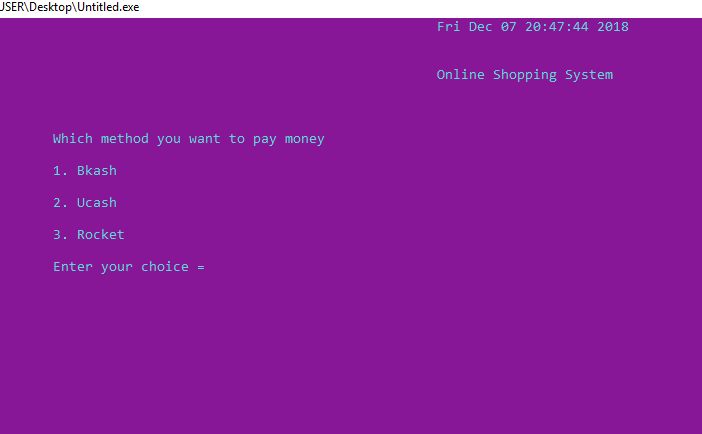 USER\Desktop\Untitled.exe
Fri Dec 07 20:47:44 2018
Online Shopping System
Which method you want to pay money
1. Bkash
2. Ucash
3. Rocket
Enter your choice =